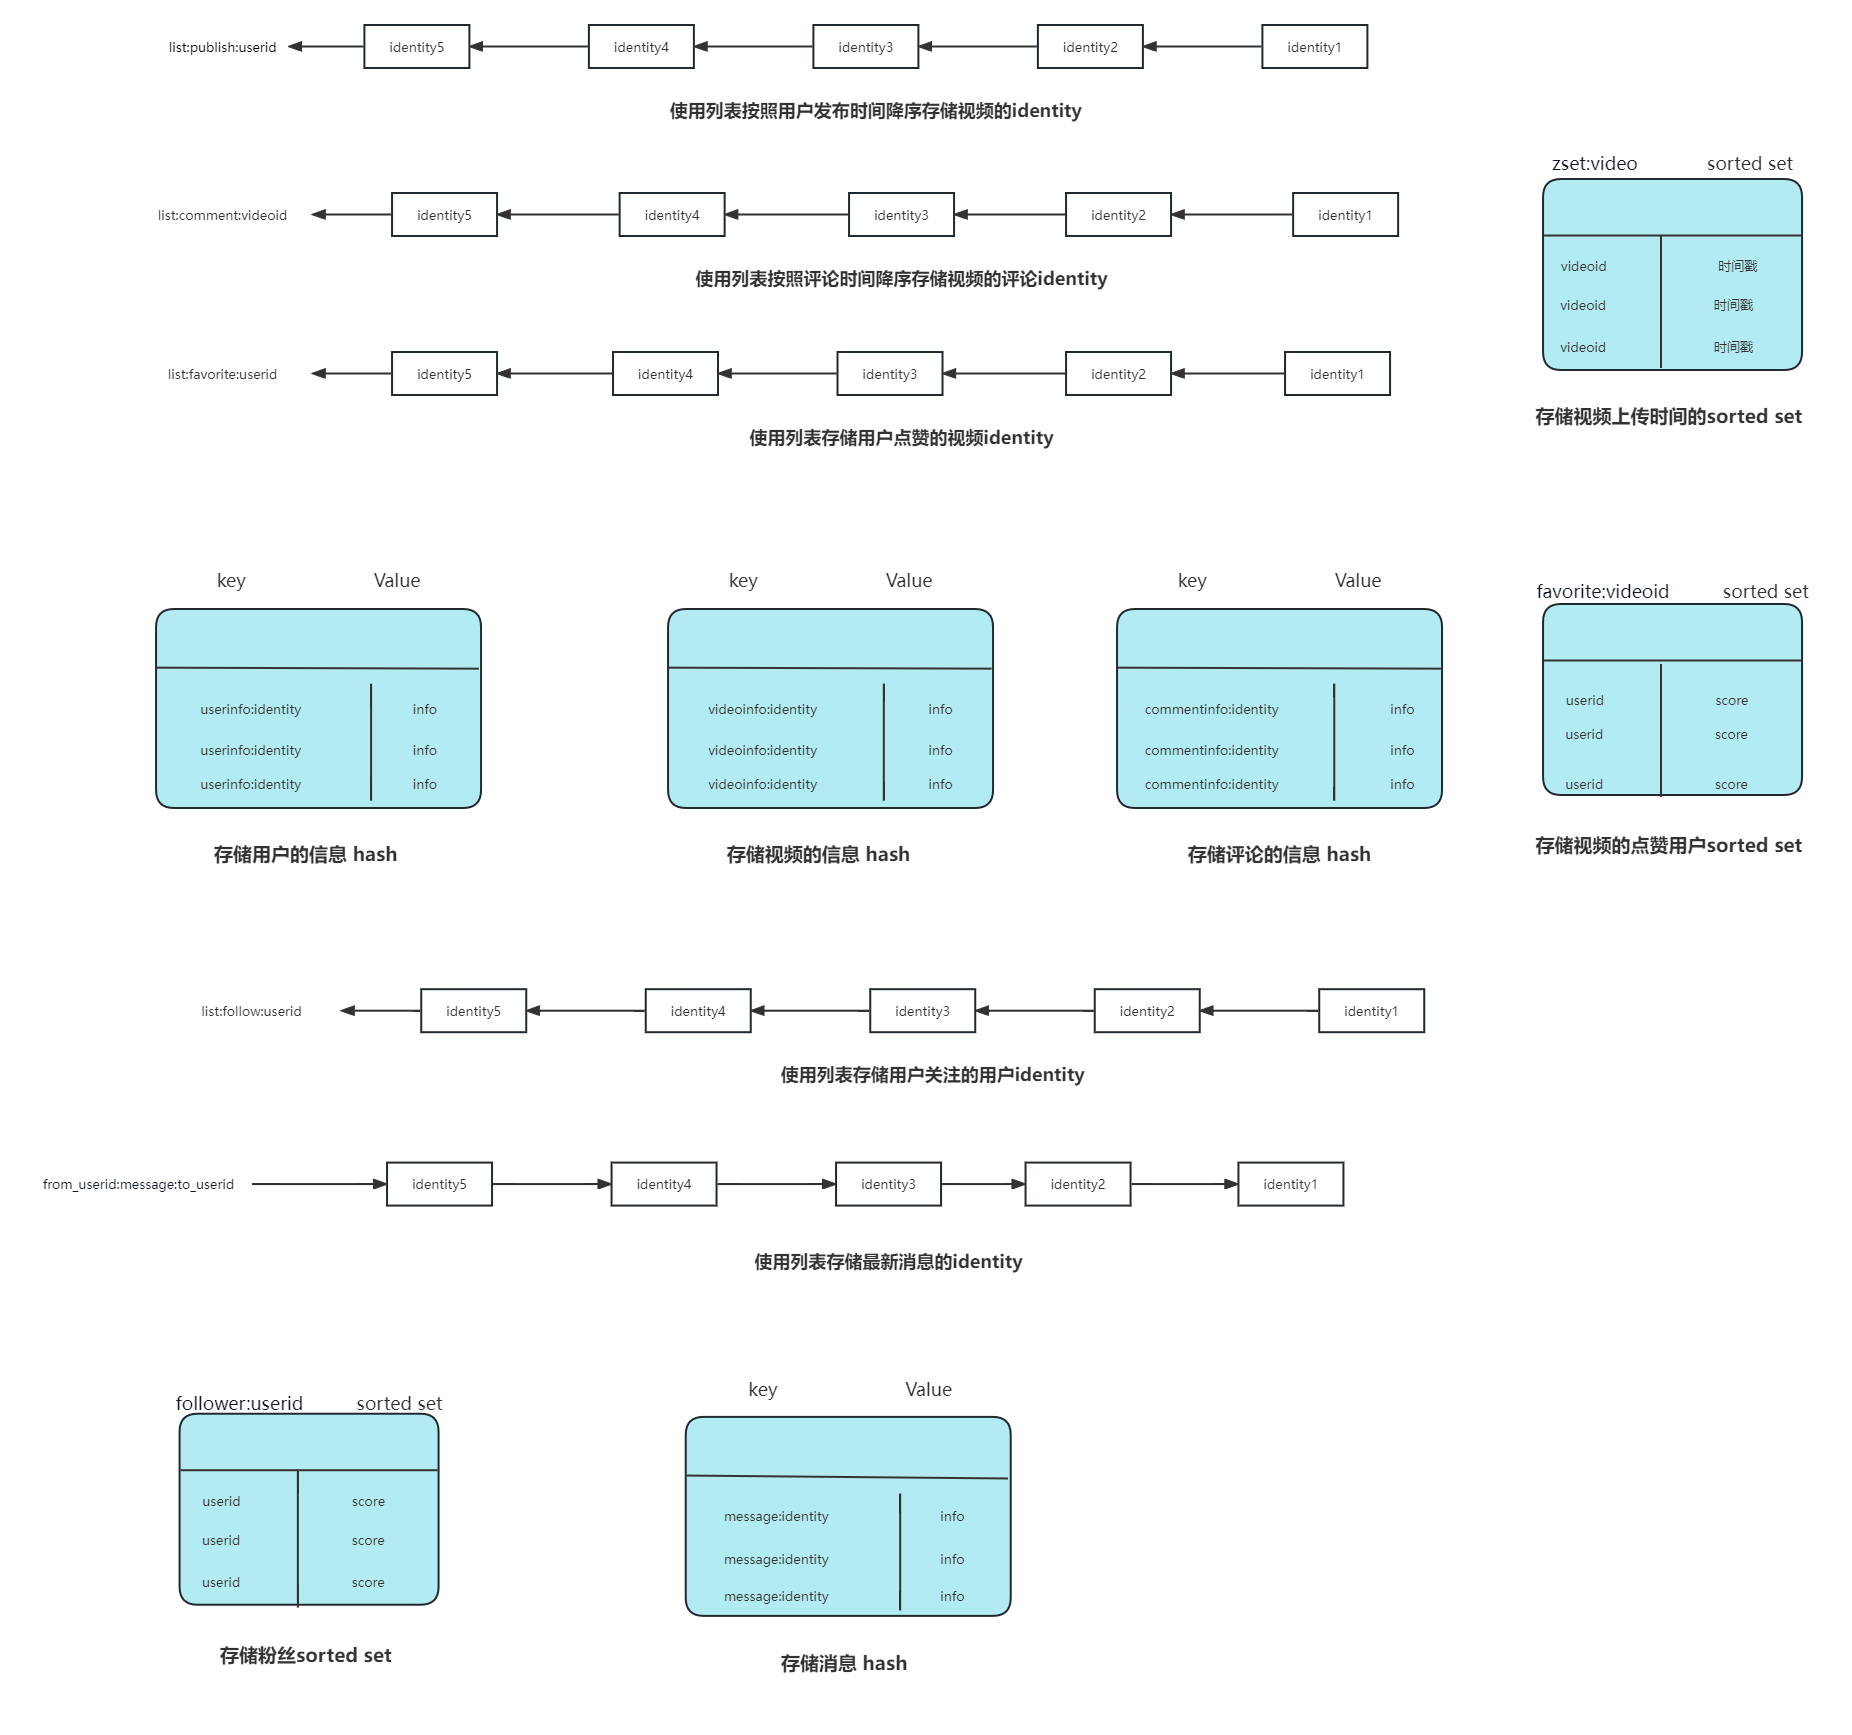 list:publish:userid identity5 identity4 identity3 identity2 identity1
使用列表按照用户发布时间降序存储视频的identity
zset:video sorted set
list:comment:videoid identity5 identity4 identity3 identity2 identity1
videoid 时间戳
使用列表按照评论时间降序存储视频的评论identity
videoid 时间戳
videoid 时间戳
list:favorite:userid identity5 identity4 identity3 identity2 identity1
存储视频上传时间的sorted set
使用列表存储用户点赞的视频identity
key Value
key Value
key Value
favorite:videoid sorted set
userinfo:identity info
userinfo:identity info
userinfo:identity info
存储用户的信息 hash
videoinfo:identity info
videoinfo:identity info
videoinfo:identity info
存储视频的信息 hash
commentinfo:identity info
commentinfo:identity info
commentinfo:identity info
存储评论的信息 hash
userid score
userid score
userid score
存储视频的点赞用户sorted set
list:follow:userid identity5 identity4 identity3 identity2 identity1
使用列表存储用户关注的用户identity
from_userid:message:to_userid identity5 identity4 identity3 identity2 identity1
使用列表存储最新消息的identity
follower:userid sorted set
userid score
userid score
userid score
存储粉丝sorted set
key Value
message:identity info
message:identity info
message:identity info
存储消息 hash